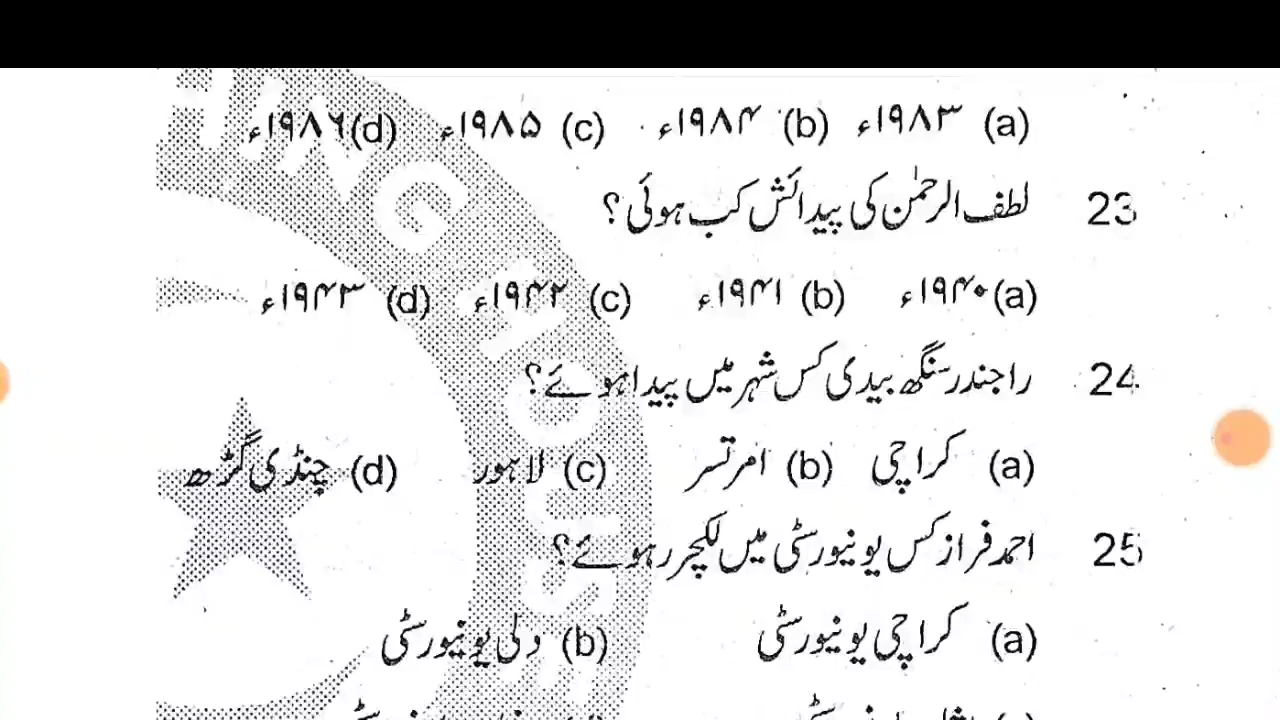 (a) ۱۹۸۳ء (b) ۱۹۸۴ء (c) ۱۹۸۵ء (d) ۱۹۸۶ء
23 لطف الرحمٰن کی پیدائش کب ہوئی؟
(a) ۱۹۴۰ء (b) ۱۹۴۱ء (c) ۱۹۴۲ء (d) ۱۹۴۳ء
24 راجندر سنگھ بیدی کس شہر میں پیدا ہوئے؟
(a) کراچی (b) امرتسر (c) لاہور (d) چنڈی گڑھ
25 احمد فراز کس یونیورسٹی میں لکچرر ہوئے؟
(a) کراچی یونیورسٹی (b) دلی یونیورسٹی